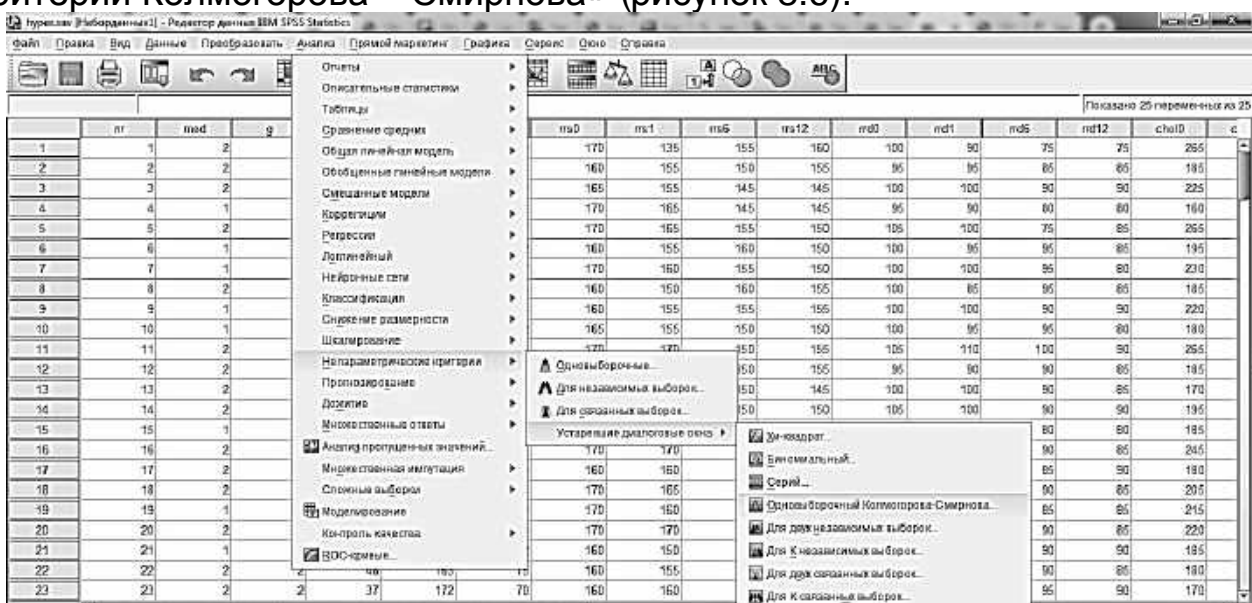 критерий Колмогорова – Смирнова» (рисунок 3.6).
hyper.sav [Наборданных1] - Редактор данных IBM SPSS Statistics
Файл Правка Вид Данные Преобразовать Анализ Прямой маркетинг Графика Сервис Окно Справка
Показано 25 переменных из 25
Отчеты
Описательные статистики
Таблицы
Сравнение средних
Общая линейная модель
Обобщенные линейные модели
Смешанные модели
Корреляции
Регрессия
Логлинейный
Нейронные сети
Классификация
Снижение размерности
Шкалирование
Непараметрические критерии
Прогнозирование
Дожитие
Множественные ответы
Анализ пропущенных значений...
Множественная импутация
Сложные выборки
Моделирование
Контроль качества
ROC-кривые...
Одновыборочные...
Для независимых выборок...
Для связанных выборок...
Устаревшие диалоговые окна
Хи-квадрат...
Биномиальный...
Серий...
Одновыборочный Колмогорова-Смирнова...
Для двух независимых выборок...
Для К независимых выборок...
Для двух связанных выборок...
Для К связанных выборок...
nr med g rrs0 rrs1 rrs6 rrs12 rrd0 rrd1 rrd6 rrd12 chol0 c
1 1 2 170 135 155 160 100 90 75 75 265
2 2 2 160 155 150 155 95 95 85 85 185
3 3 2 165 155 145 145 100 100 90 90 225
4 4 1 170 165 145 145 95 90 80 80 160
5 5 2 170 165 155 150 105 100 75 85 265
6 6 1 160 155 160 150 100 95 95 85 195
7 7 1 170 160 155 150 100 100 95 80 230
8 8 2 160 150 160 155 100 85 95 85 185
9 9 1 160 155 155 155 100 100 90 90 220
10 10 1 165 155 150 150 100 95 95 80 180
11 11 2 170 170 150 155 105 110 100 90 265
12 12 2 150 155 95 90 90 85 185
13 13 2 150 145 100 100 90 85 170
14 14 2 150 150 105 100 90 90 195
15 15 1 80 80 185
16 16 2 170 170 90 85 245
17 17 2 160 160 85 90 180
18 18 2 170 165 90 85 205
19 19 1 170 160 85 85 215
20 20 2 170 170 90 85 220
21 21 1 160 150 90 90 185
22 22 2 2 160 155 90 85 180
23 23 2 2 37 172 70 160 160 95 90 170